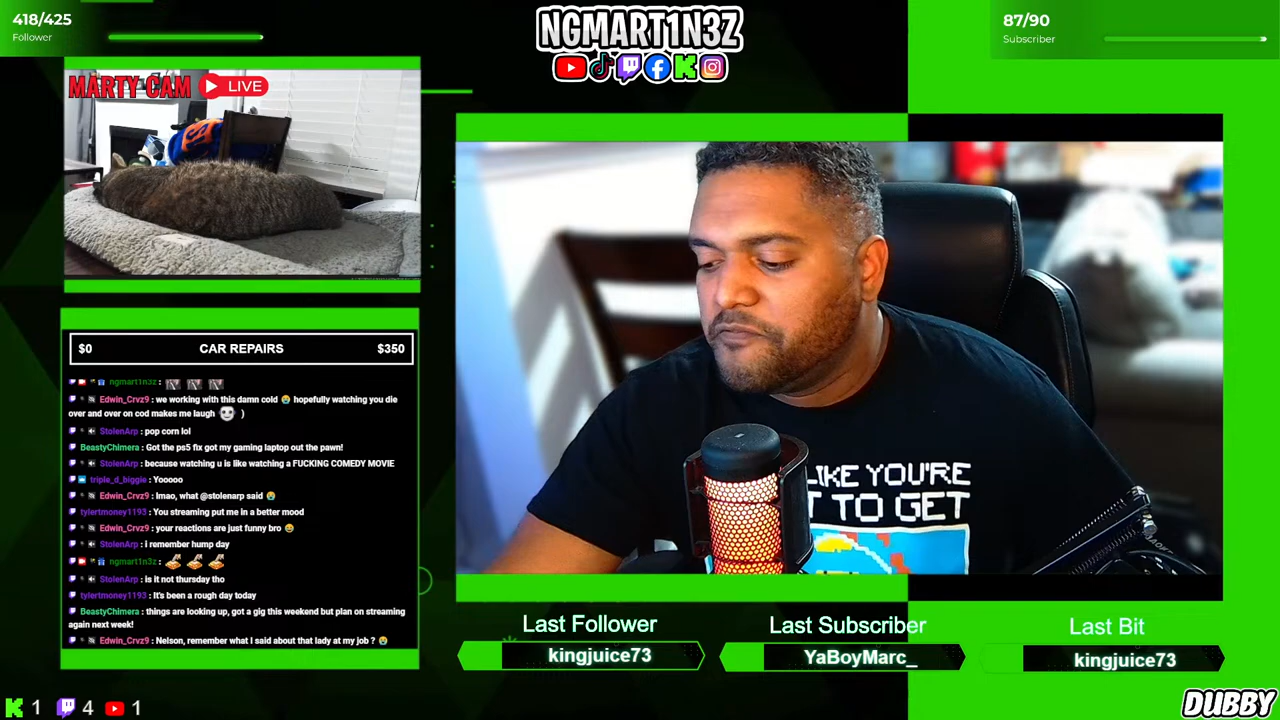 418/425
Follower
NGMART1N3Z
87/90
Subscriber
MARTY CAM
LIVE
$0 CAR REPAIRS $350
ngmart1n3z :
Edwin_Crvz9 : we working with this damn cold 😭 hopefully watching you die
over and over on cod makes me laugh )
StolenArp : pop corn lol
BeastyChimera : Got the ps5 fix got my gaming laptop out the pawn!
StolenArp : because watching u is like watching a FUCKING COMEDY MOVIE
triple_d_biggie : Yooooo
Edwin_Crvz9 : lmao, what @stolenarp said 😭
tylertmoney1193 : You streaming put me in a better mood
Edwin_Crvz9 : your reactions are just funny bro 😂
StolenArp : i remember hump day
ngmart1n3z :
StolenArp : is it not thursday tho
tylertmoney1193 : It's been a rough day today
BeastyChimera : things are looking up, got a gig this weekend but plan on streaming
again next week!
Edwin_Crvz9 : Nelson, remember what I said about that lady at my job ? 😭
LIKE YOU'RE
T TO GET
Last Follower
kingjuice73
Last Subscriber
YaBoyMarc_
Last Bit
kingjuice73
1 4 1
DUBBY